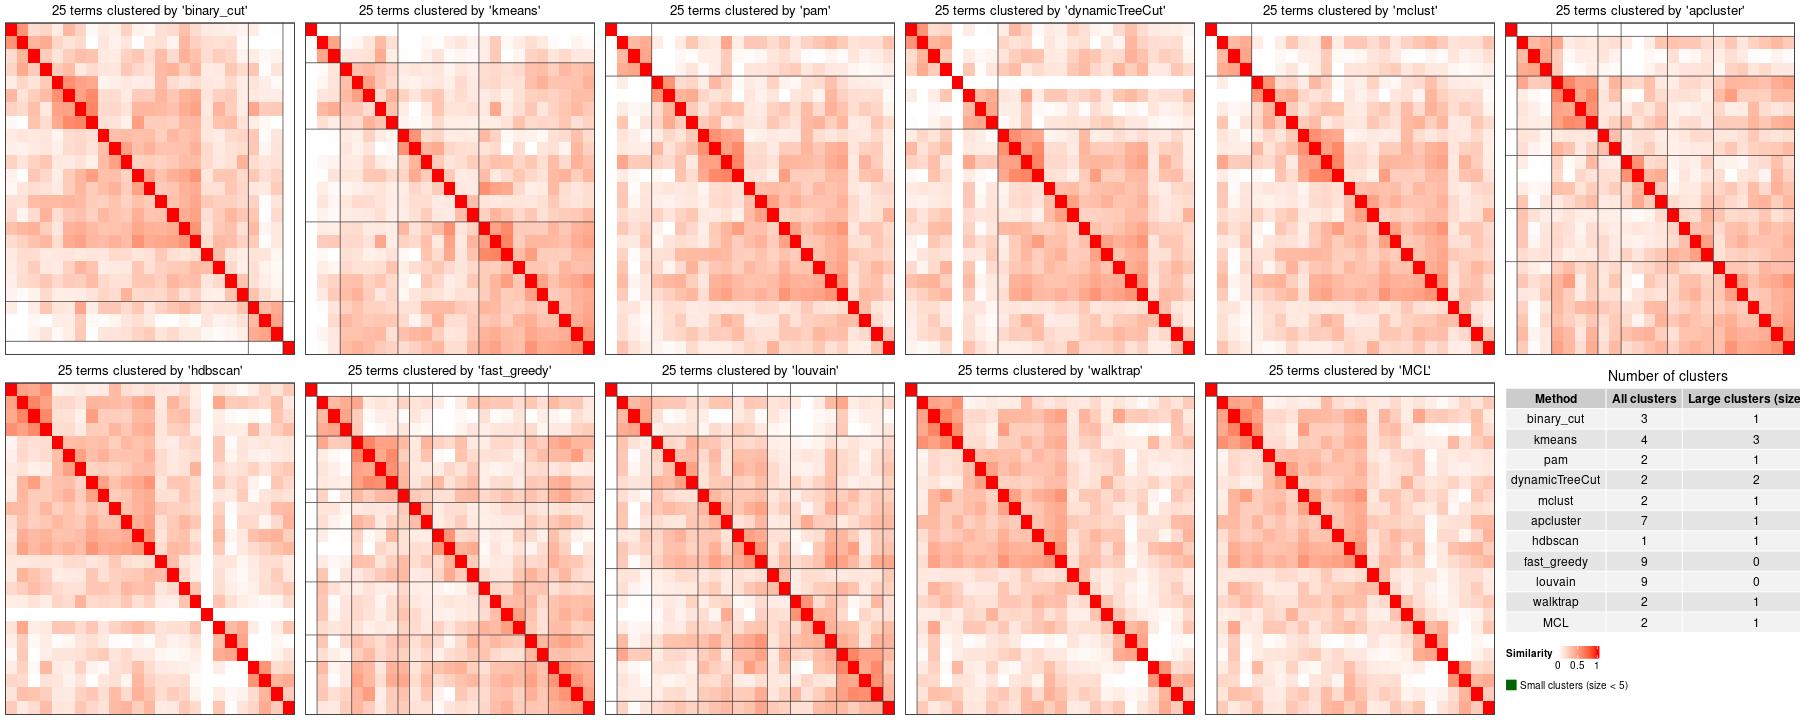 25 terms clustered by 'binary_cut'
25 terms clustered by 'kmeans'
25 terms clustered by 'pam'
25 terms clustered by 'dynamicTreeCut'
25 terms clustered by 'mclust'
25 terms clustered by 'apcluster'
25 terms clustered by 'hdbscan'
25 terms clustered by 'fast_greedy'
25 terms clustered by 'louvain'
25 terms clustered by 'walktrap'
25 terms clustered by 'MCL'
Number of clusters
Method All clusters Large clusters (size
binary_cut 3 1
kmeans 4 3
pam 2 1
dynamicTreeCut 2 2
mclust 2 1
apcluster 7 1
hdbscan 1 1
fast_greedy 9 0
louvain 9 0
walktrap 2 1
MCL 2 1
Similarity
0 0.5 1
Small clusters (size < 5)